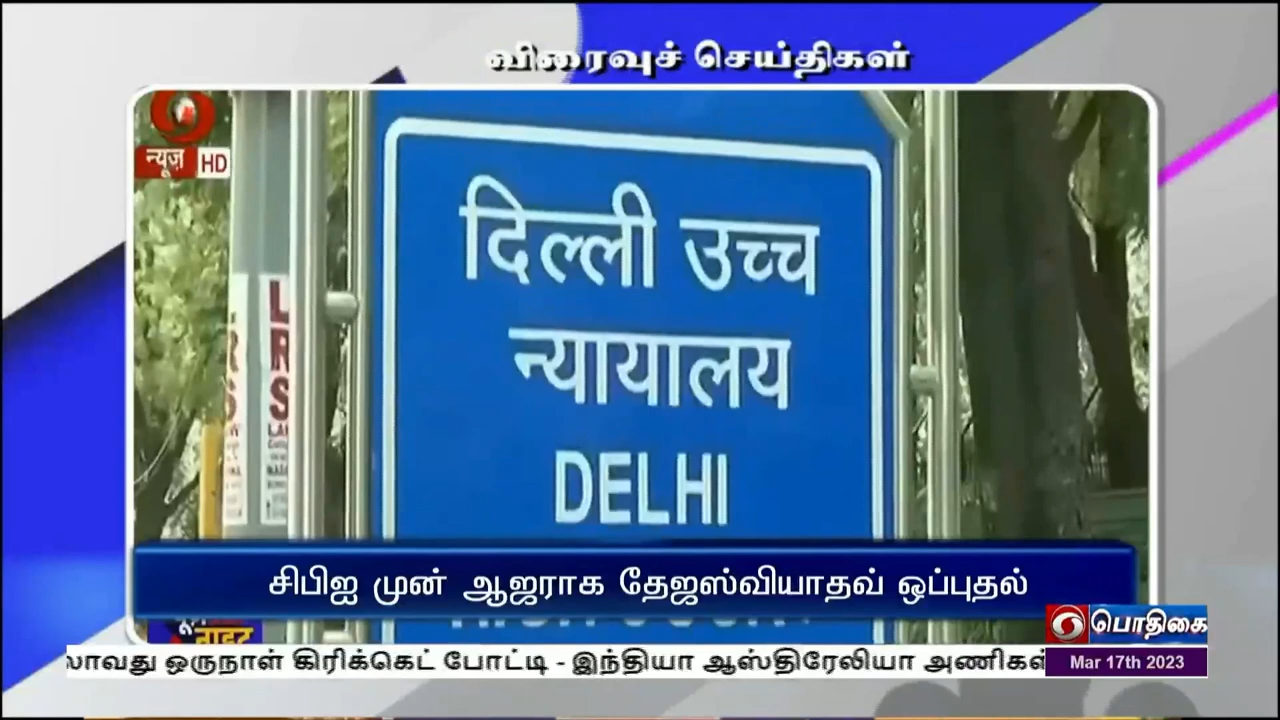 விரைவுச் செய்திகள்
न्यूज़ HD
दिल्ली उच्च
न्यायालय
DELHI
சிபிஐ முன் ஆஜராக தேஜஸ்வியாதவ் ஒப்புதல்
பொதிகை
லாவது ஒருநாள் கிரிக்கெட் போட்டி - இந்தியா ஆஸ்திரேலியா அணிகள்
Mar 17th 2023